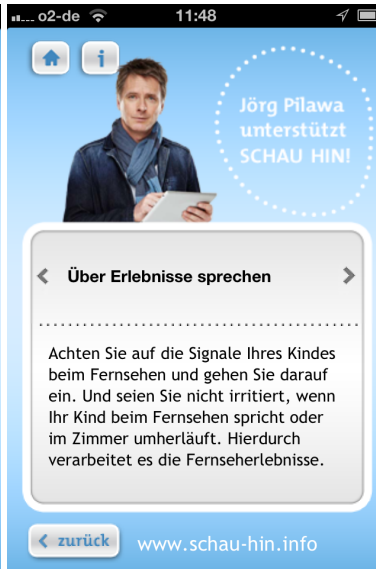 o2-de 11:48
i
Jörg Pilawa
unterstützt
SCHAU HIN!
Über Erlebnisse sprechen
Achten Sie auf die Signale Ihres Kindes
beim Fernsehen und gehen Sie darauf
ein. Und seien Sie nicht irritiert, wenn
Ihr Kind beim Fernsehen spricht oder
im Zimmer umherläuft. Hierdurch
verarbeitet es die Fernseherlebnisse.
zurück www.schau-hin.info